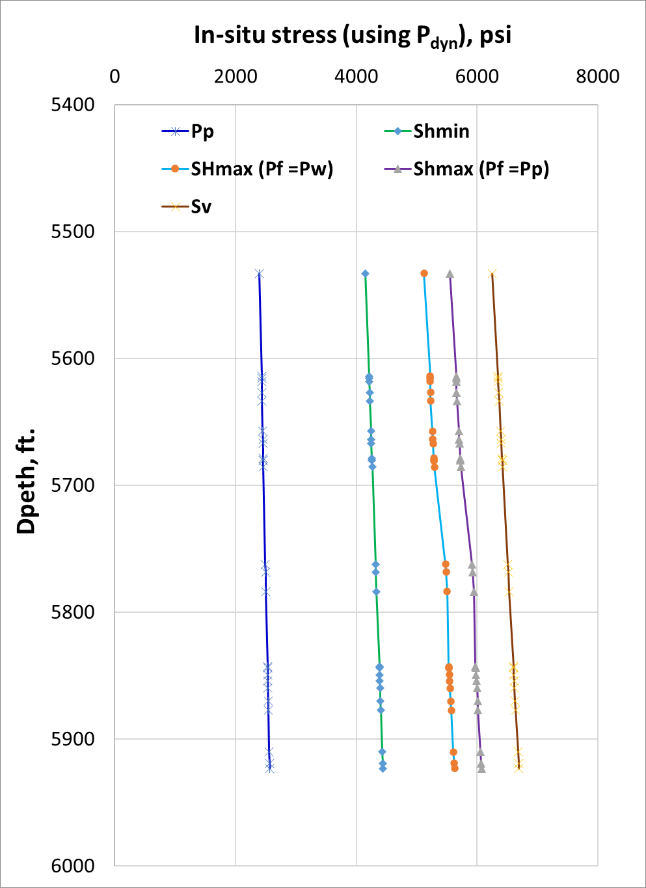 In-situ stress (using Pdyn), psi
0 2000 4000 6000 8000
5400
Pp Shmin
SHmax (Pf =Pw) Shmax (Pf =Pp)
Sv
5500
5600
5700
5800
5900
6000
Dpeth, ft.